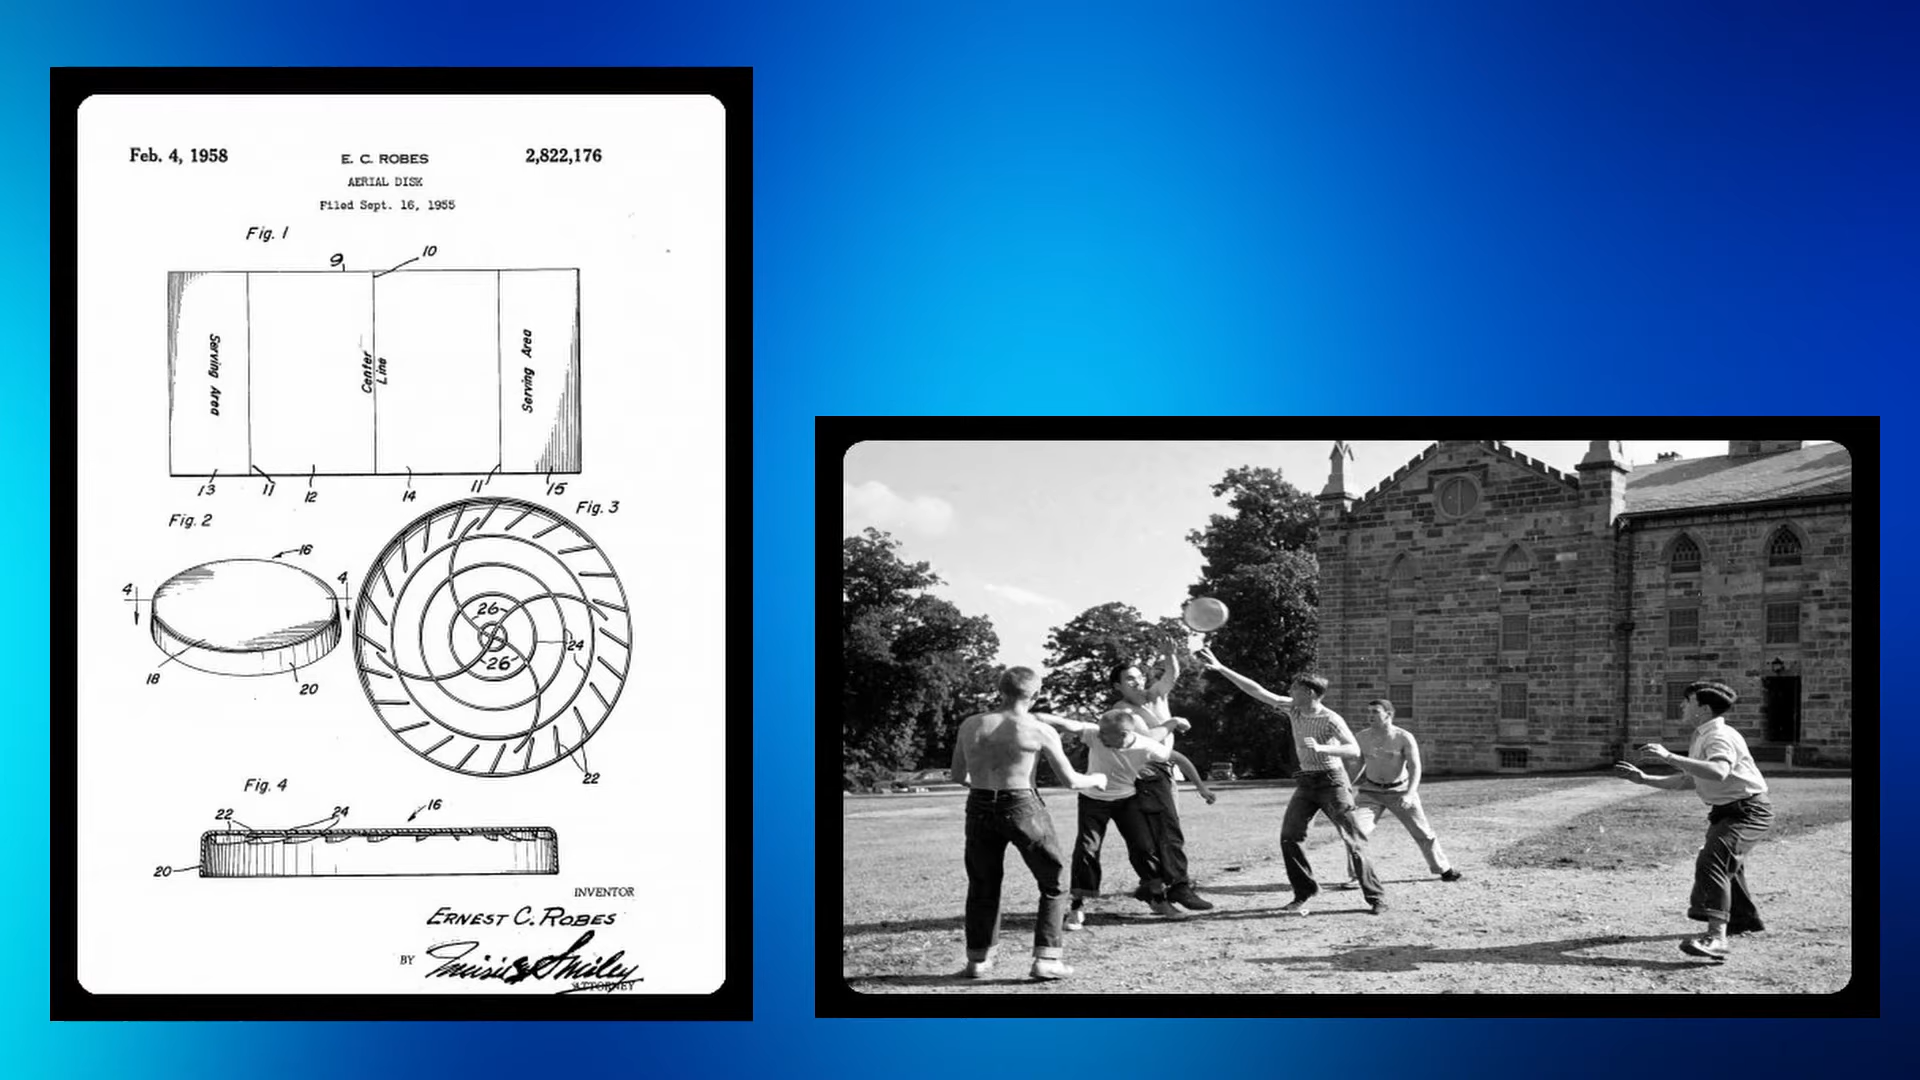 Feb. 4, 1958
E. C. ROBES
2,822,176
AERIAL DISK
Filed Sept. 16, 1955
Fig. 1
9
10
Serving Area
Center
Line
Serving Area
13
11
12
14
11
15
Fig. 2
Fig. 3
16
4
4
18
20
26
26
24
22
Fig. 4
22
24
16
20
INVENTOR
ERNEST C. ROBES
BY
ATTORNEY